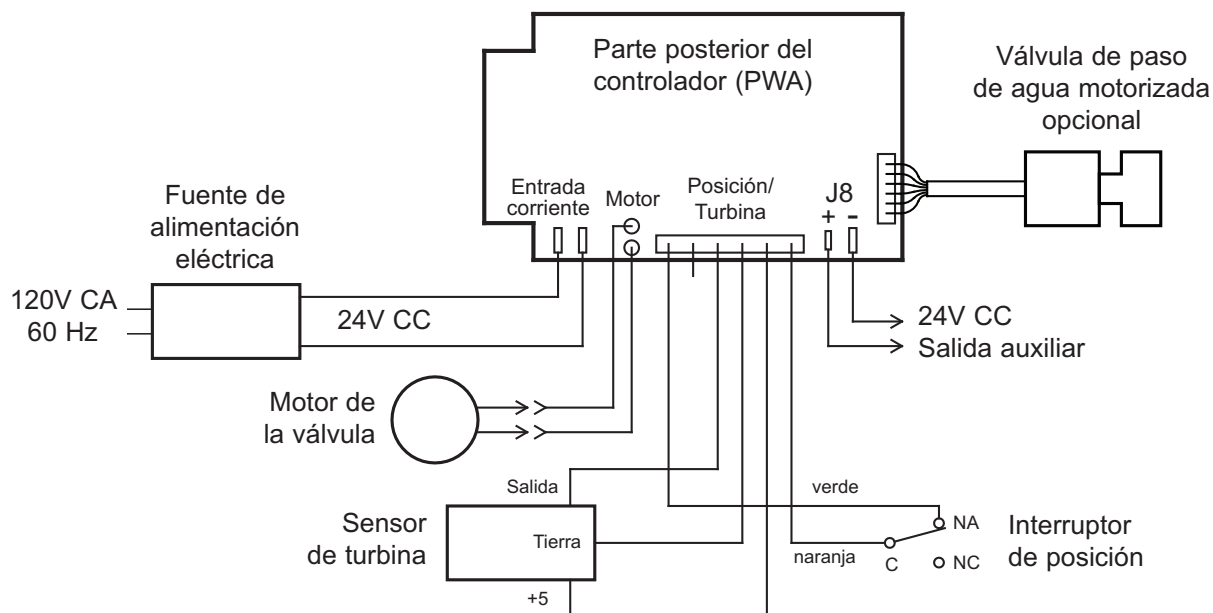 Parte posterior del
controlador (PWA)
Válvula de paso
de agua motorizada
opcional
Entrada
corriente
Motor
Posición/
Turbina
J8
+ -
Fuente de
alimentación
eléctrica
120V CA
60 Hz
24V CC
24V CC
Salida auxiliar
Motor de
la válvula
Salida
verde
Sensor
de turbina
Tierra
naranja
C
NA
NC
Interruptor
de posición
+5